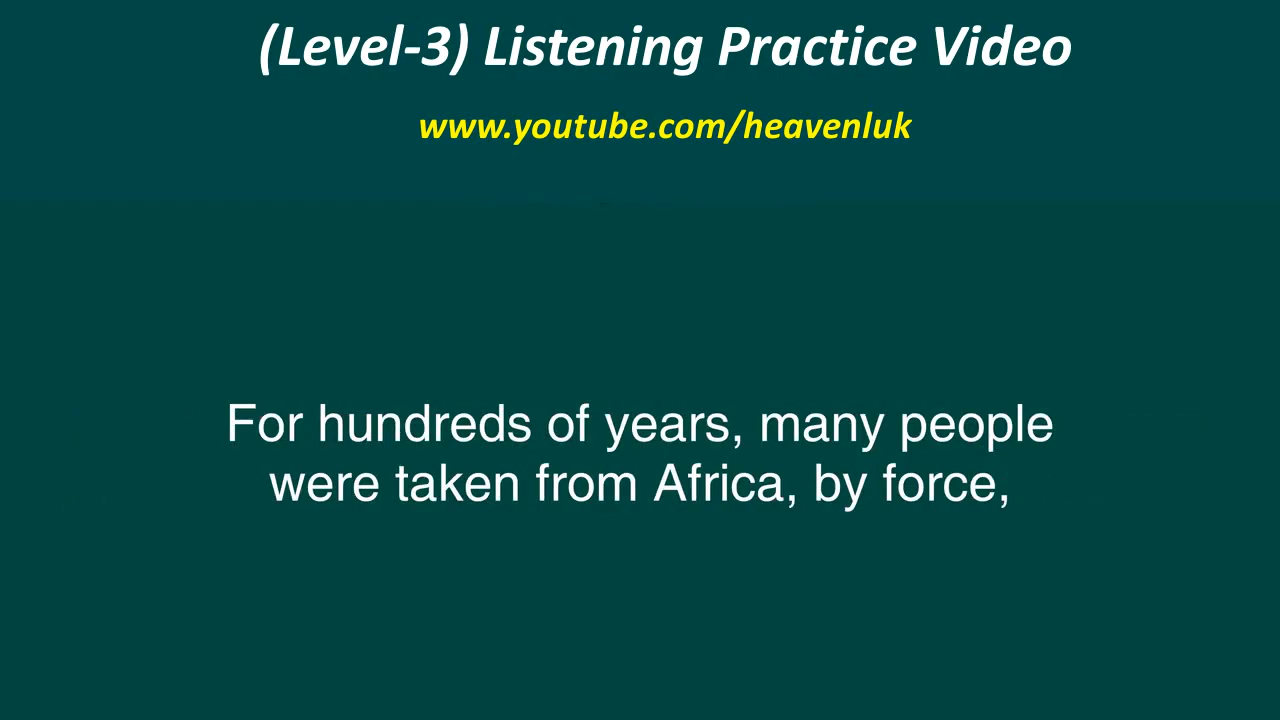 (Level-3) Listening Practice Video
www.youtube.com/heavenluk
For hundreds of years, many people
were taken from Africa, by force,